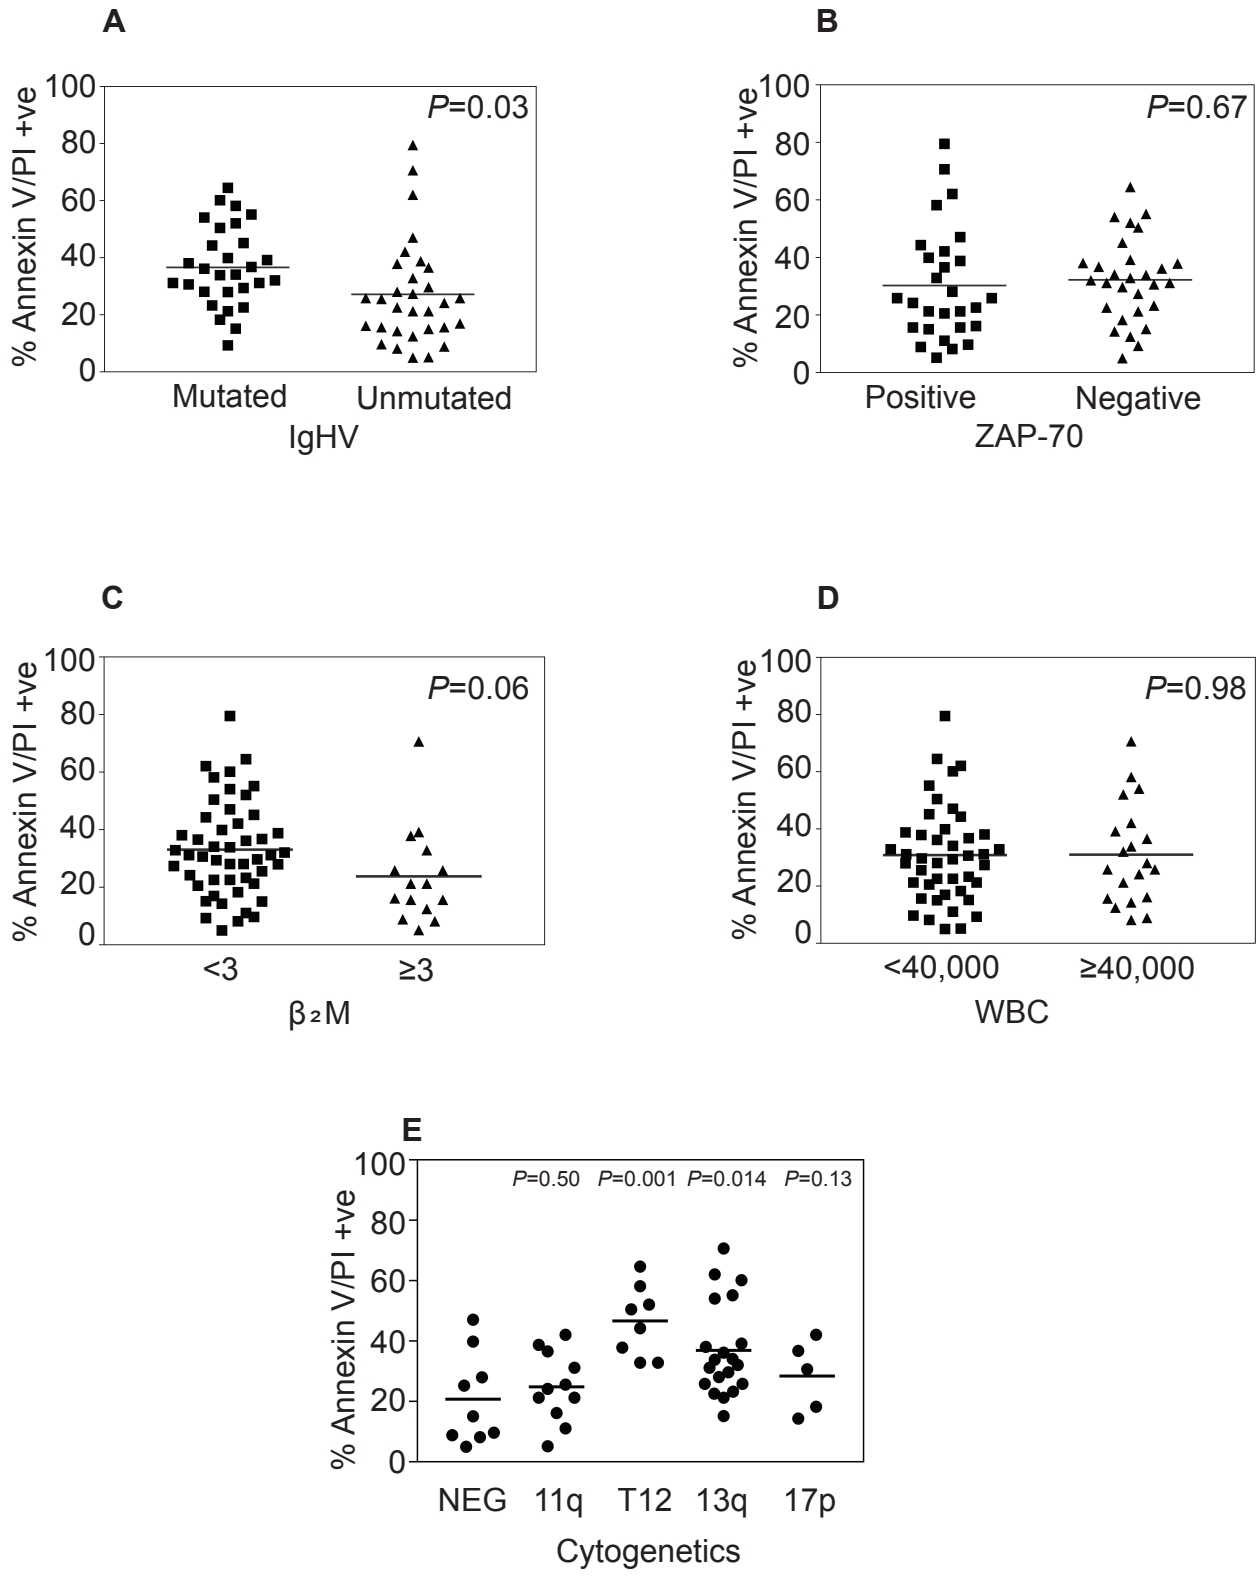 A
% Annexin V/PI +ve
100
80
60
40
20
0
P=0.03
Mutated
Unmutated
IgHV
B
% Annexin V/PI +ve
100
80
60
40
20
0
P=0.67
Positive
Negative
ZAP-70
C
% Annexin V/PI +ve
100
80
60
40
20
0
P=0.06
<3
≥3
β₂M
D
% Annexin V/PI +ve
100
80
60
40
20
0
P=0.98
<40,000
≥40,000
WBC
E
% Annexin V/PI +ve
100
80
60
40
20
0
P=0.50 P=0.001 P=0.014 P=0.13
NEG 11q T12 13q 17p
Cytogenetics